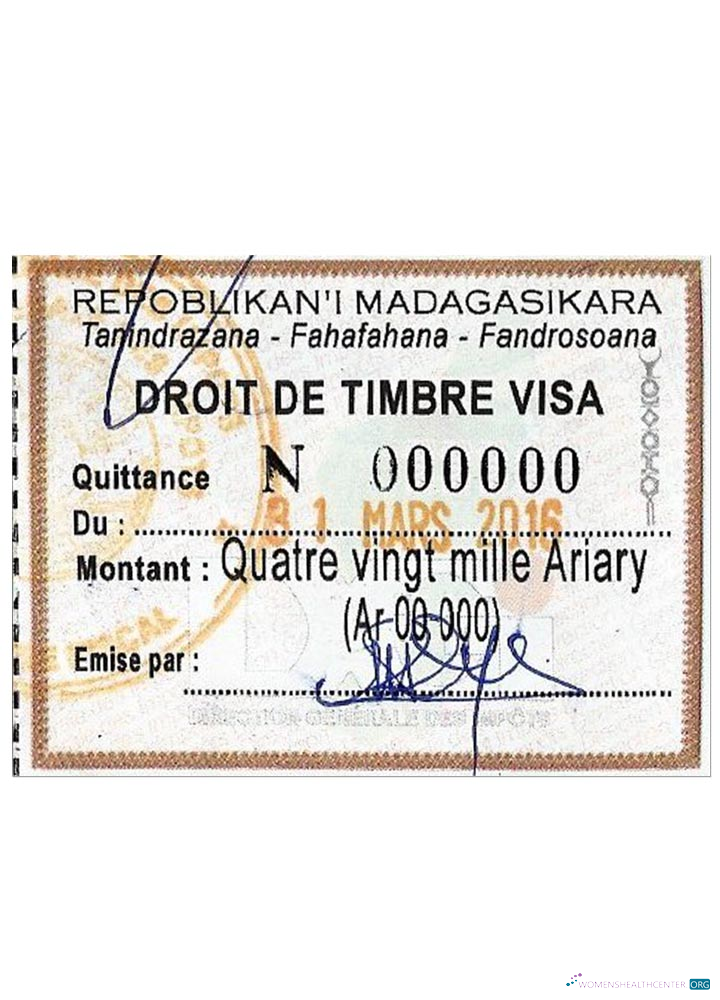 REPOBLIKAN'I MADAGASIKARA
Tanindrazana - Fahafahana - Fandrosoana
DROIT DE TIMBRE VISA
Quittance N 000000
Du : 31 MARS 2016
Montant : Quatre vingt mille Ariary
(Ar 00 000)
Emise par :
DIRECTION GENERALE DES IMPÔTS
WOMENSHEALTHCENTER.ORG